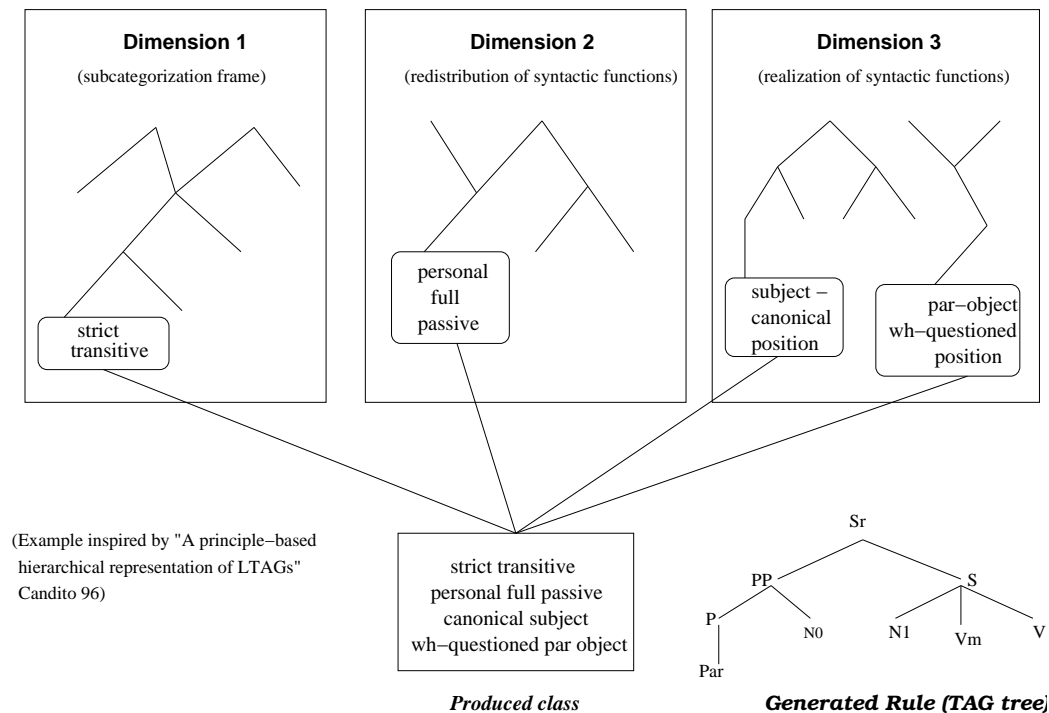 Dimension 1
(subcategorization frame)
strict
transitive
Dimension 2
(redistribution of syntactic functions)
personal
full
passive
Dimension 3
(realization of syntactic functions)
subject −
canonical
position
par−object
wh−questioned
position
(Example inspired by "A principle−based
hierarchical representation of LTAGs"
Candito 96)
strict transitive
personal full passive
canonical subject
wh−questioned par object
Produced class
Sr
PP S
P N0 N1 Vm V
Par
Generated Rule (TAG tree)